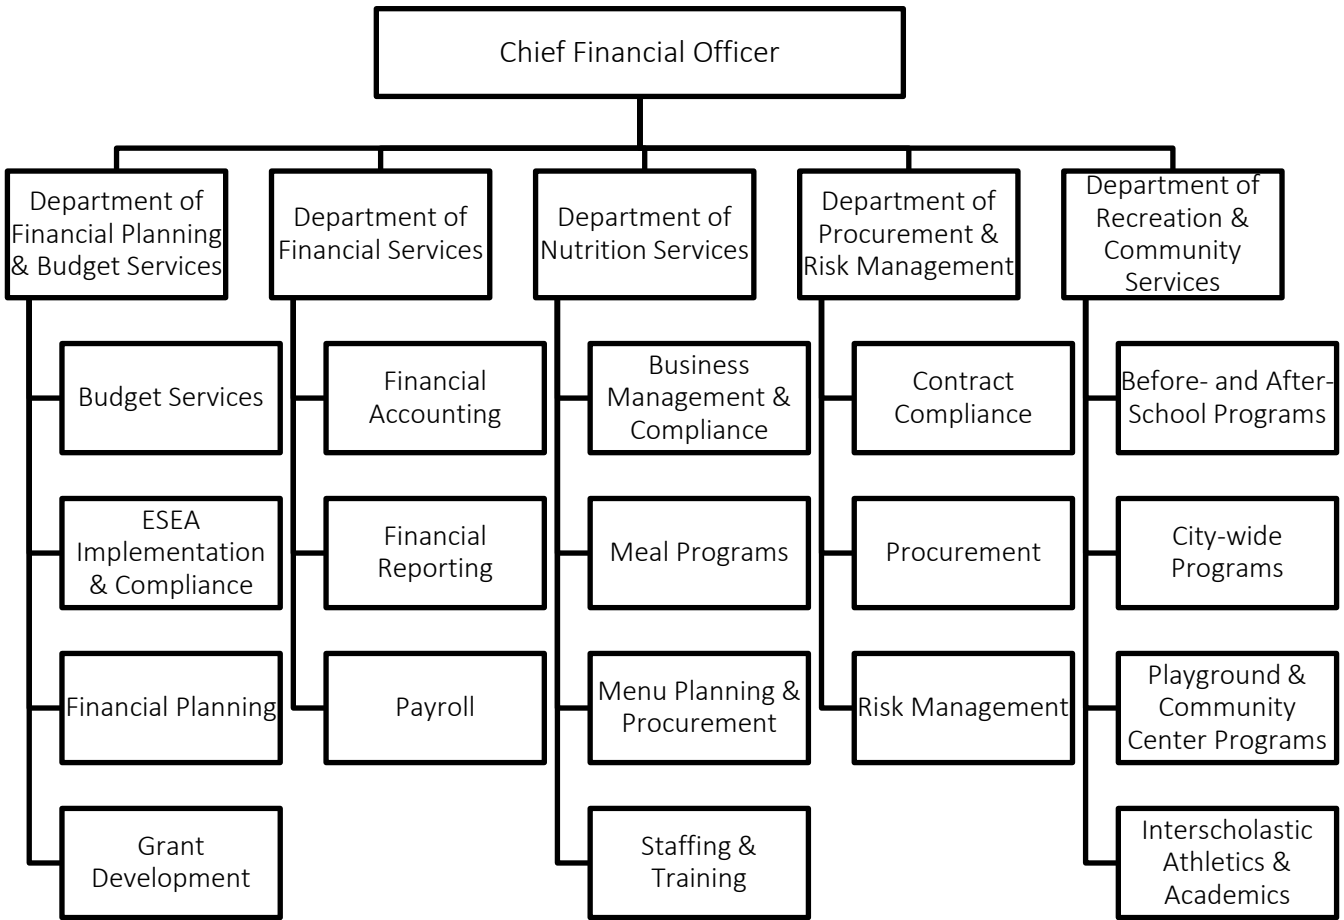 Chief Financial Officer
Department of
Financial Planning
& Budget Services
Department of
Financial Services
Department of
Nutrition Services
Department of
Procurement &
Risk Management
Department of
Recreation &
Community
Services
Budget Services
ESEA
Implementation
& Compliance
Financial Planning
Grant
Development
Financial
Accounting
Financial
Reporting
Payroll
Business
Management &
Compliance
Meal Programs
Menu Planning &
Procurement
Staffing &
Training
Contract
Compliance
Procurement
Risk Management
Before- and After-
School Programs
City-wide
Programs
Playground &
Community
Center Programs
Interscholastic
Athletics &
Academics